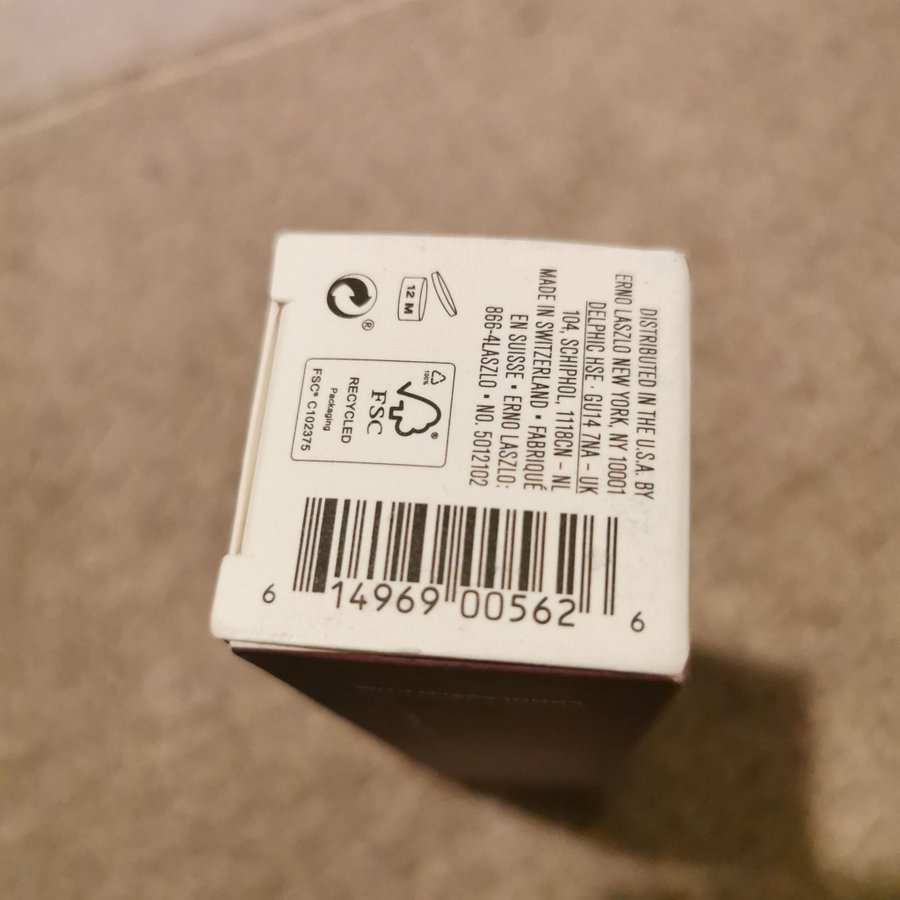 DISTRIBUTED IN THE U.S.A. BY
ERNO LASZLO NEW YORK, NY 10001
DELPHIC HSE · GU14 7NA – UK
104, SCHIPHOL, 1118CN – NL
MADE IN SWITZERLAND • FABRIQUÉ
EN SUISSE • ERNO LASZLO:
866-4LASZLO • NO. 5012102
12 M
®
100%
®
FSC
RECYCLED
Packaging
FSC® C102375
6 14969 00562 6